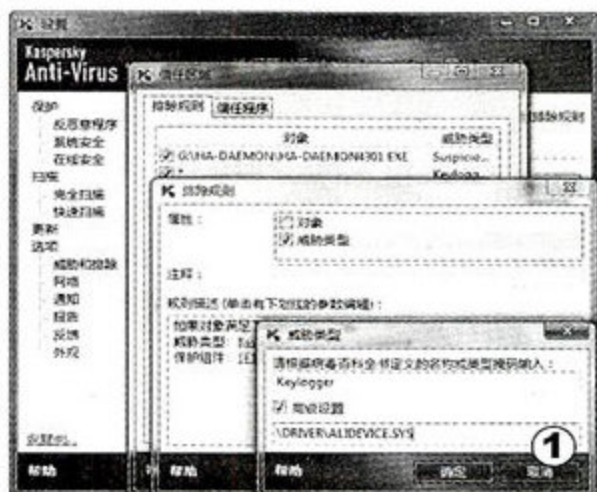 设置
Kaspersky
Anti-Virus
保护
反恶意程序
系统安全
在线安全
扫描
完全扫描
快速扫描
更新
选项
威胁和排除
网络
通知
报告
反馈
外观
帮助
信任区域
排除规则 信任程序
对象 威胁类型
G:\HA-DAEMON\HA-DAEMON4301.EXE Suspicio...
* Keylogg...
排除规则
排除规则
属性：
对象
威胁类型
注释：
规则描述 (单击有下划线的参数编辑)：
如果对象满足
威胁类型：
保护组件：
帮助
威胁类型
请根据病毒百科全书定义的名称或类型掩码输入：
Keylogger
高级设置
\DRIVER\ALIDEVICE.SYS
帮助 确定 取消
1